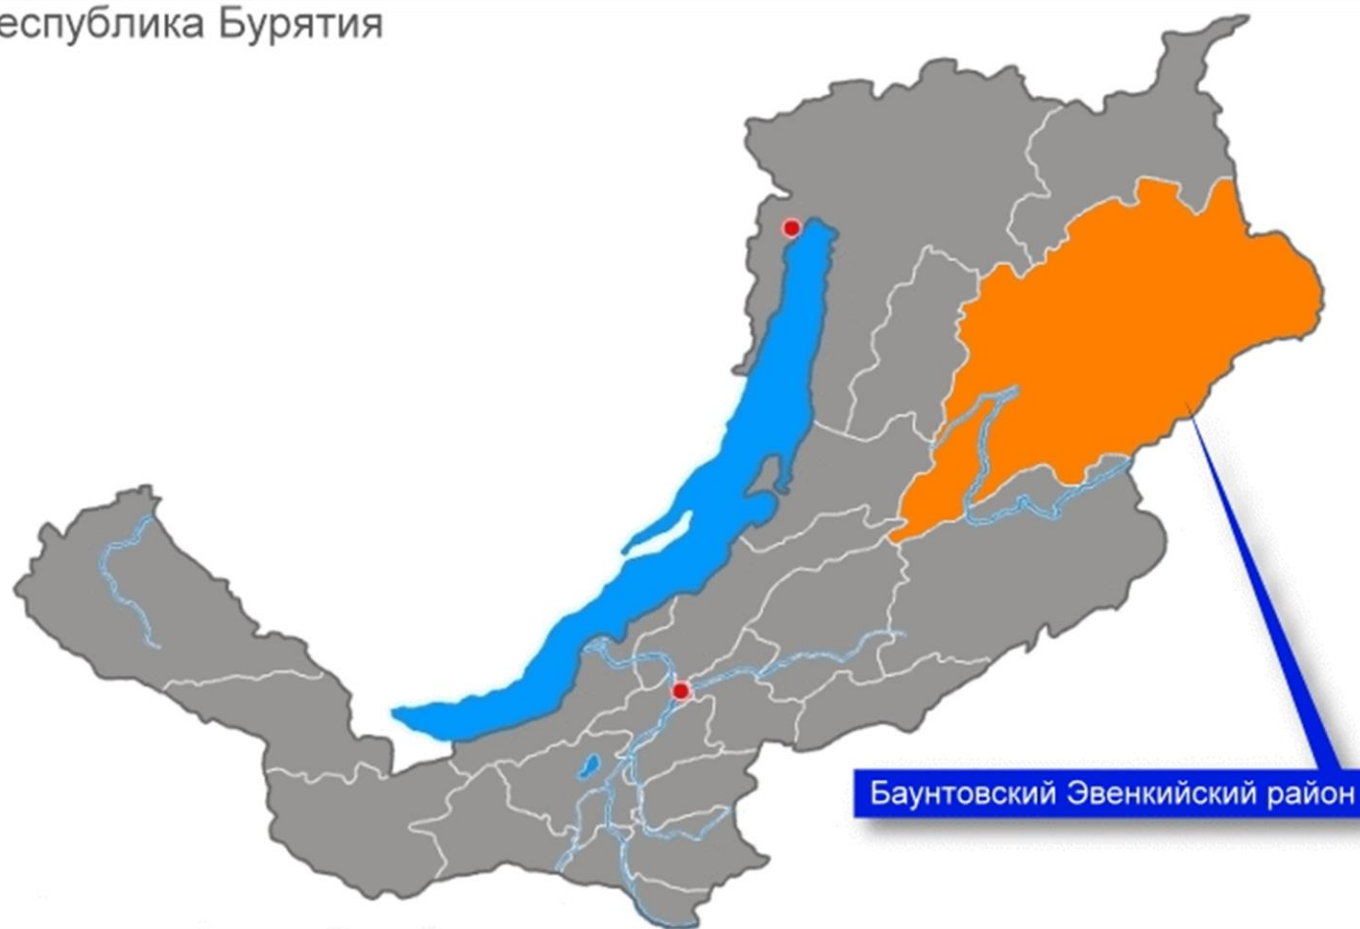 еспублика Бурятия
Баунтовский Эвенкийский район